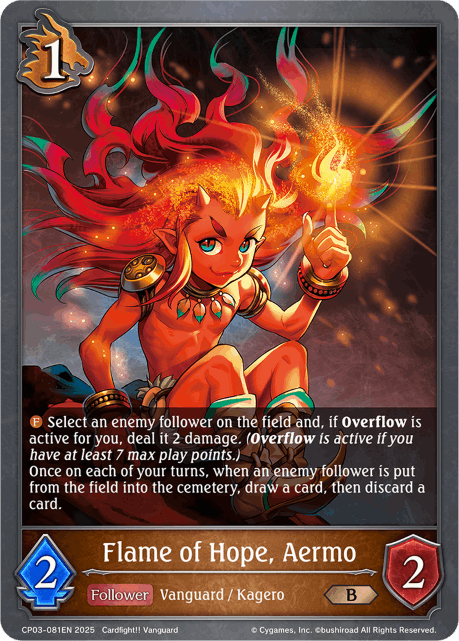 1
F Select an enemy follower on the field and, if Overflow is
active for you, deal it 2 damage. (Overflow is active if you
have at least 7 max play points.)
Once on each of your turns, when an enemy follower is put
from the field into the cemetery, draw a card, then discard a
card.
Flame of Hope, Aermo
2
Follower Vanguard / Kagero
B
2
CP03-081EN 2025 Cardfight!! Vanguard © Cygames, Inc. ©bushiroad All Rights Reserved.